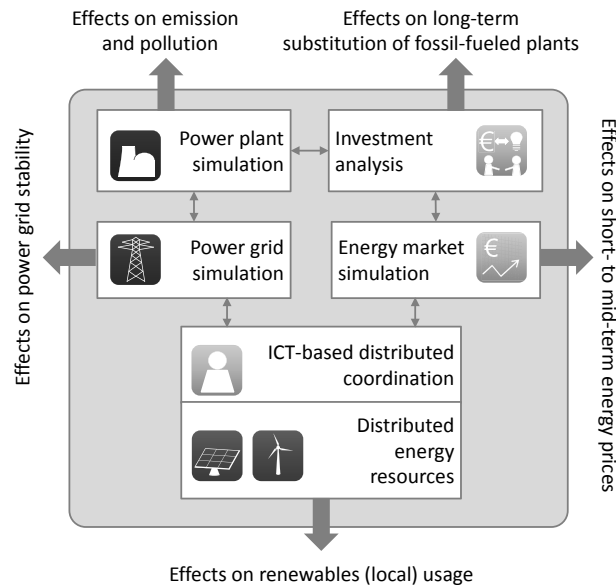 Effects on emission
and pollution
Effects on long-term
substitution of fossil-fueled plants
Power plant
simulation
Investment
analysis
€
Effects on power grid stability
Power grid
simulation
Energy market
simulation
€
Effects on short- to mid-term energy prices
ICT-based distributed
coordination
Distributed
energy
resources
Effects on renewables (local) usage